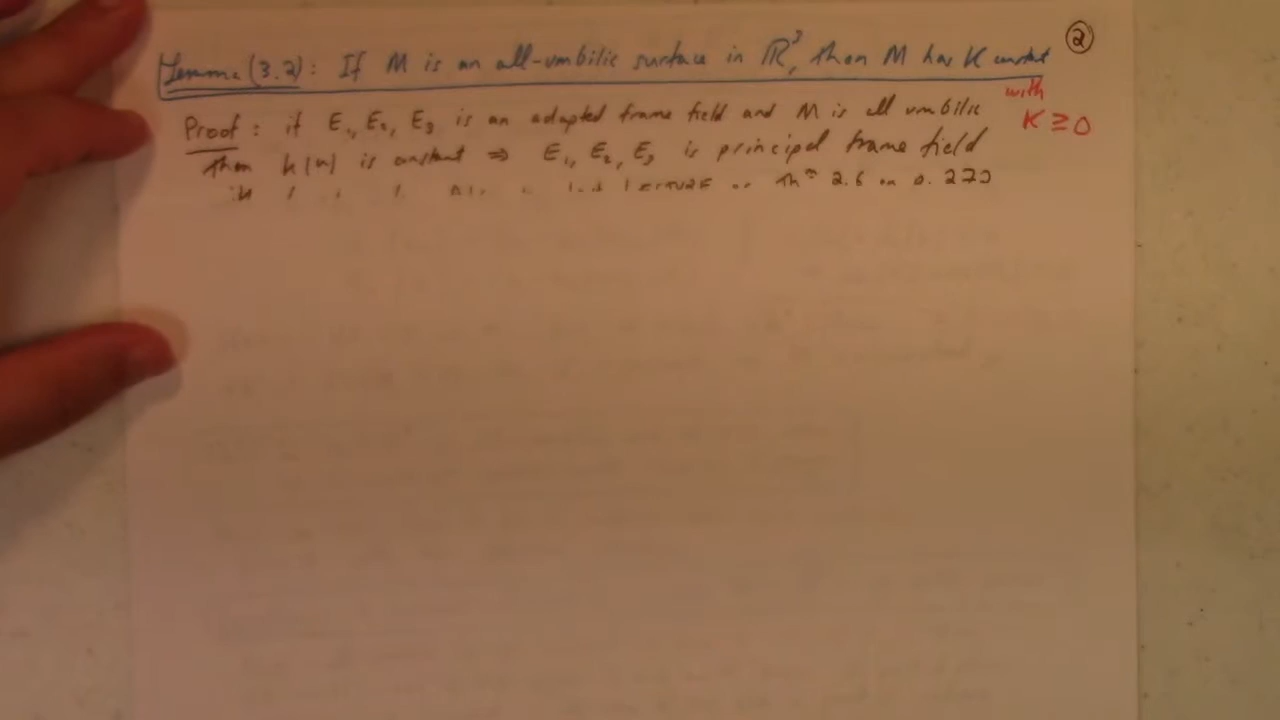 ②
Lemma (3.2): If M is an all-umbilic surface in ℝ³, then M has K constant
with
K ≥ 0
Proof: if E₁, E₂, E₃ is an adapted frame field and M is all umbilic
then k(u) is constant ⇒ E₁, E₂, E₃ is principal frame field
2.6 on p. 272